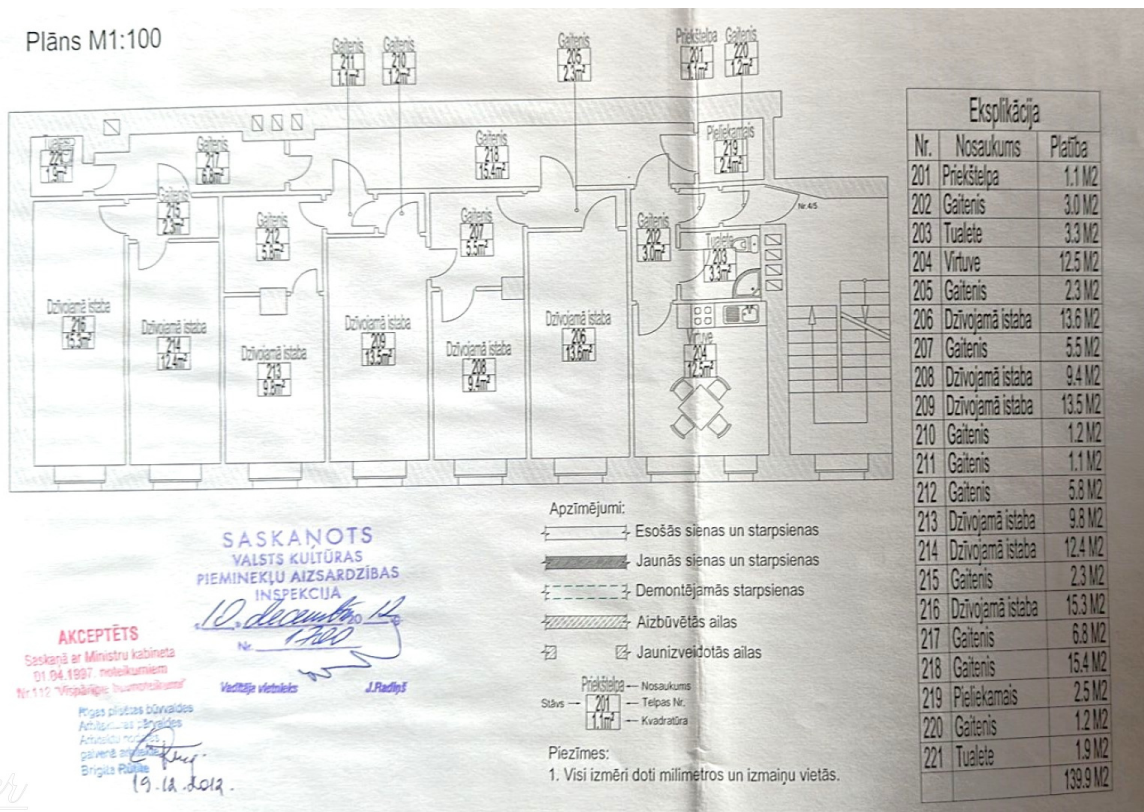 Plāns M1:100
Gaitenis
211
1.1m²
Gaitenis
210
1.2m²
Gaitenis
205
2.3m²
Priekštelpa
201
1.1m²
Gaitenis
220
1.2m²
Tualete
221
1.9m²
Gaitenis
217
6.8m²
Gaitenis
218
15.4m²
Pieliekamais
219
2.4m²
Gaitenis
215
2.3m²
Gaitenis
212
5.8m²
Gaitenis
207
5.5m²
Gaitenis
202
3.0m²
Tualete
203
3.3m²
Nr. 4/5
Dzīvojamā istaba
216
15.3m²
Dzīvojamā istaba
214
12.4m²
Dzīvojamā istaba
213
9.8m²
Dzīvojamā istaba
209
13.5m²
Dzīvojamā istaba
208
9.4m²
Dzīvojamā istaba
206
13.6m²
Virtuve
204
12.5m²
Eksplikācija
Nr. Nosaukums Platība
201 Priekštelpa 1.1 M2
202 Gaitenis 3.0 M2
203 Tualete 3.3 M2
204 Virtuve 12.5 M2
205 Gaitenis 2.3 M2
206 Dzīvojamā istaba 13.6 M2
207 Gaitenis 5.5 M2
208 Dzīvojamā istaba 9.4 M2
209 Dzīvojamā istaba 13.5 M2
210 Gaitenis 1.2 M2
211 Gaitenis 1.1 M2
212 Gaitenis 5.8 M2
213 Dzīvojamā istaba 9.8 M2
214 Dzīvojamā istaba 12.4 M2
215 Gaitenis 2.3 M2
216 Dzīvojamā istaba 15.3 M2
217 Gaitenis 6.8 M2
218 Gaitenis 15.4 M2
219 Pieliekamais 2.5 M2
220 Gaitenis 1.2 M2
221 Tualete 1.9 M2
139.9 M2
Apzīmējumi:
Esošās sienas un starpsienas
Jaunās sienas un starpsienas
Demontējamās starpsienas
Aizbūvētās ailas
Jaunizveidotās ailas
Priekštelpa Nosaukums
Stāvs 201 Telpas Nr.
1.1m² Kvadratūra
Piezīmes:
1. Visi izmēri doti milimetros un izmaiņu vietās.
SASKAŅOTS
VALSTS KULTŪRAS
PIEMINEKĻU AIZSARDZĪBAS
INSPEKCIJA
"10." decembris 2012
Nr.
Vadītāja vietnieks J.Radiņš
AKCEPTĒTS
Saskaņā ar Ministru kabineta
01.04.1997. noteikumiem
Nr.112 "Vispārīgie būvnoteikumi"
Rīgas pilsētas būvvaldes
Arhitektūras pārvaldes
galvenā
Brigita
19.12.2012.